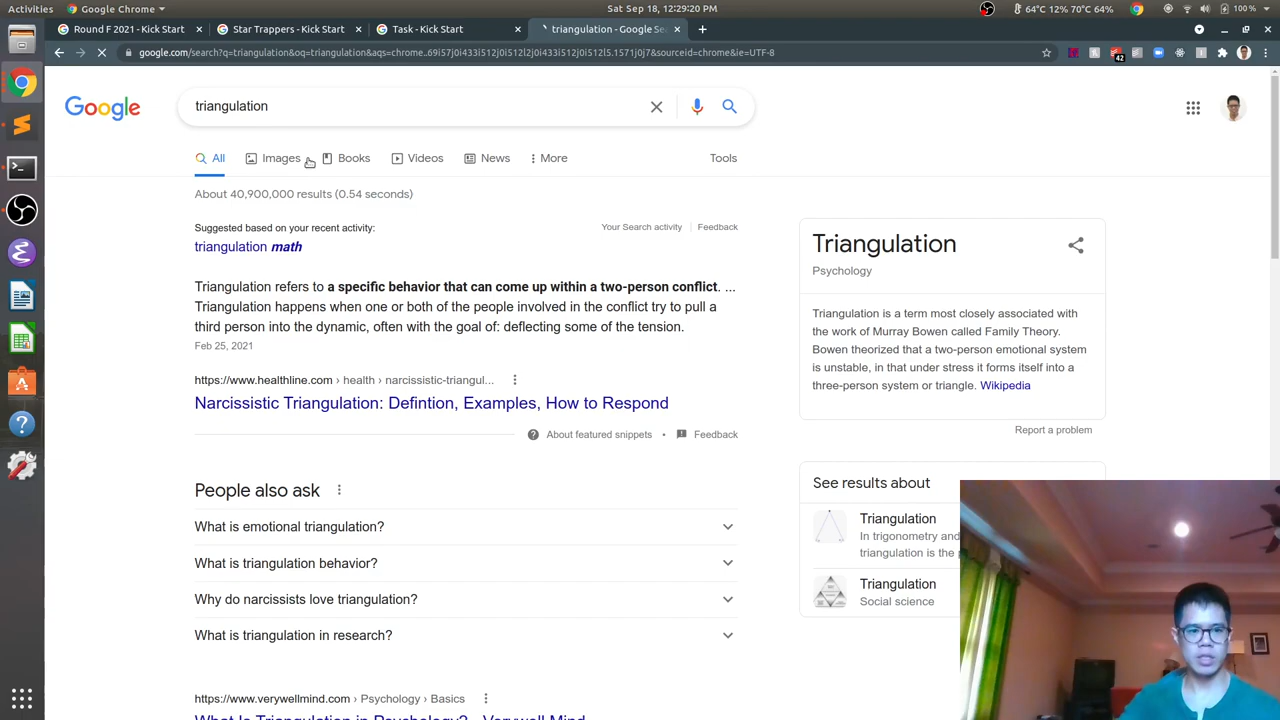 Activities
Google Chrome
Sat Sep 18, 12:29:20 PM
64°C 12% 70°C 64%
100 %
Round F 2021 - Kick Start
Star Trappers - Kick Start
Task - Kick Start
triangulation - Google Se
google.com/search?q=triangulation&oq=triangulation&aqs=chrome..69i57j0i433i512j0i512l2j0i433i512j0i512l5.1571j0j7&sourceid=chrome&ie=UTF-8
42
Google
triangulation
All
Images
Books
Videos
News
More
Tools
About 40,900,000 results (0.54 seconds)
Suggested based on your recent activity:
Your Search activity
Feedback
triangulation math
Triangulation refers to a specific behavior that can come up within a two-person conflict. ...
Triangulation happens when one or both of the people involved in the conflict try to pull a
third person into the dynamic, often with the goal of: deflecting some of the tension.
Feb 25, 2021
https://www.healthline.com › health › narcissistic-triangul...
Narcissistic Triangulation: Defintion, Examples, How to Respond
About featured snippets
•
Feedback
People also ask
What is emotional triangulation?
What is triangulation behavior?
Why do narcissists love triangulation?
What is triangulation in research?
https://www.verywellmind.com › Psychology › Basics
What Is Triangulation in Psychology? - Verywell Mind
Triangulation
Psychology
Triangulation is a term most closely associated with
the work of Murray Bowen called Family Theory.
Bowen theorized that a two-person emotional system
is unstable, in that under stress it forms itself into a
three-person system or triangle. Wikipedia
Report a problem
See results about
Triangulation
In trigonometry and
triangulation is the
Triangulation
Social science